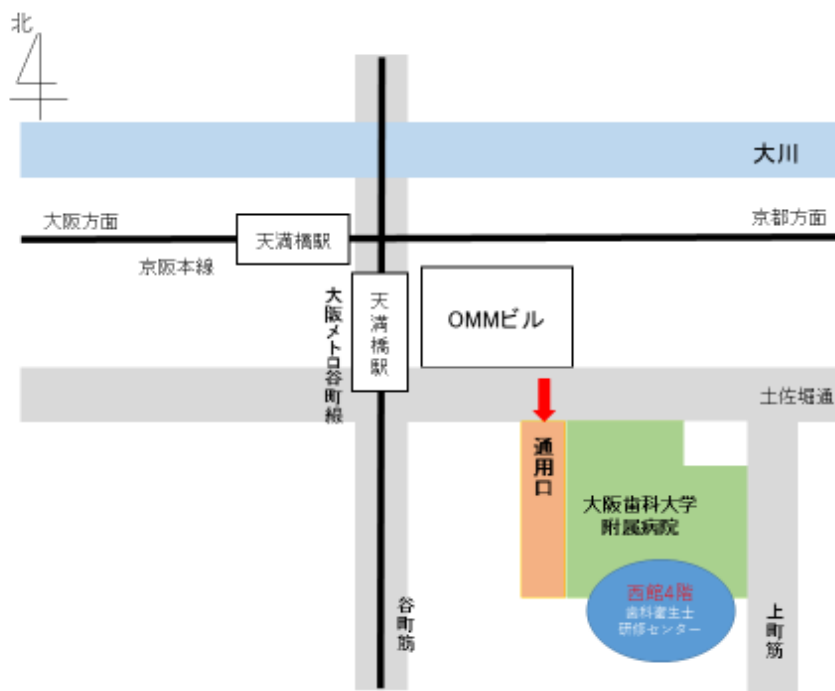 北
大川
大阪方面
京都方面
天満橋駅
京阪本線
大阪メトロ谷町線
天満橋駅
OMMビル
土佐堀通
通用口
大阪歯科大学
附属病院
西館4階
歯科衛生士
研修センター
谷町筋
上町筋